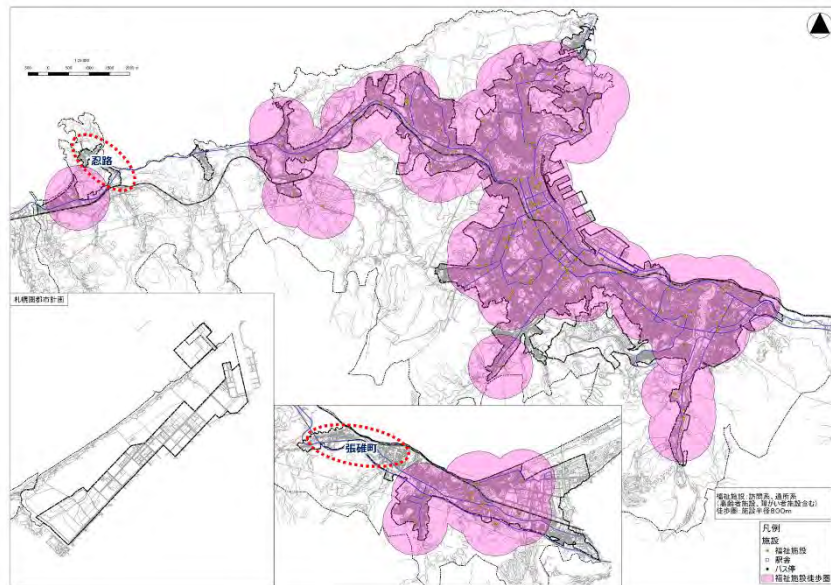 忍路
札幌圏都市計画
張碓町
福祉施設:訪問系、通所系
(高齢者施設、障がい者施設含む)
徒歩圏:施設半径800m
凡例
施設
福祉施設
駅舎
バス停
福祉施設徒歩圏